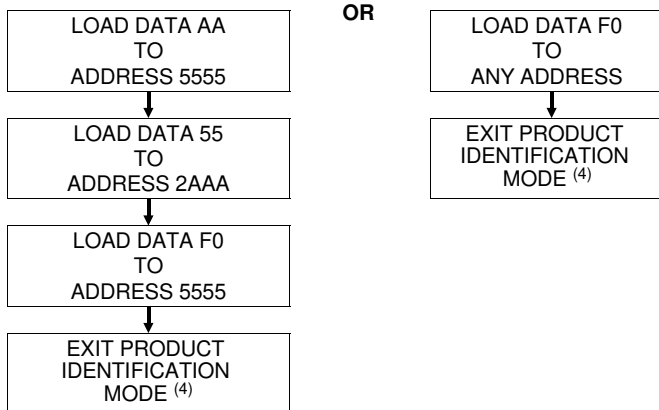 LOAD DATA AA
TO
ADDRESS 5555
LOAD DATA 55
TO
ADDRESS 2AAA
LOAD DATA F0
TO
ADDRESS 5555
EXIT PRODUCT
IDENTIFICATION
MODE (4)
OR
LOAD DATA F0
TO
ANY ADDRESS
EXIT PRODUCT
IDENTIFICATION
MODE (4)